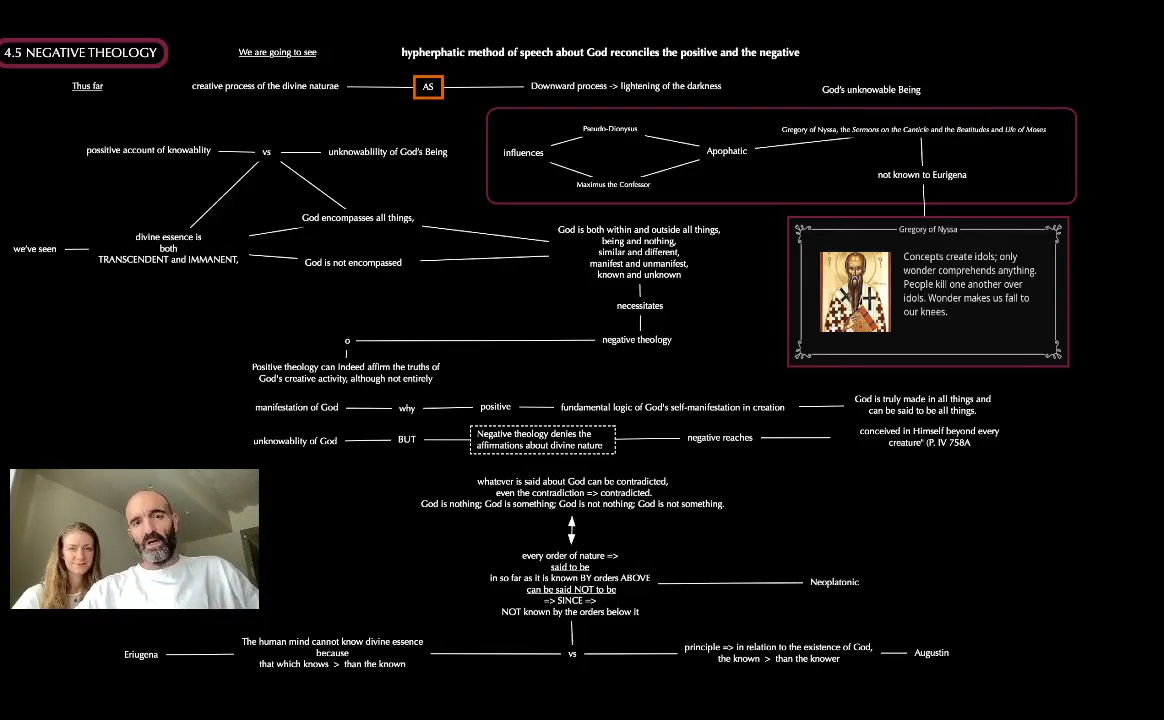 4.5 NEGATIVE THEOLOGY
We are going to see
hypherphatic method of speech about God reconciles the positive and the negative
Thus far
creative process of the divine naturae
AS
Downward process -> lightening of the darkness
God's unknowable Being
Pseudo-Dionysus
influences
Apophatic
Maximus the Confessor
Gregory of Nyssa, the Sermons on the Canticle and the Beatitudes and Life of Moses
not known to Eurigena
possitive account of knowablity
vs
unknowablility of God's Being
Gregory of Nyssa
Concepts create idols; only
wonder comprehends anything.
People kill one another over
idols. Wonder makes us fall to
our knees.
we've seen
divine essence is
both
TRANSCENDENT and IMMANENT,
God encompasses all things,
God is not encompassed
God is both within and outside all things,
being and nothing,
similar and different,
manifest and unmanifest,
known and unknown
necessitates
negative theology
o
Positive theology can indeed affirm the truths of
God's creative activity, although not entirely
manifestation of God
why
positive
fundamental logic of God's self-manifestation in creation
God is truly made in all things and
can be said to be all things.
unknowablity of God
BUT
Negative theology denies the
affirmations about divine nature
negative reaches
conceived in Himself beyond every
creature" (P. IV 758A
whatever is said about God can be contradicted,
even the contradiction => contradicted.
God is nothing; God is something; God is not nothing; God is not something.
every order of nature =>
said to be
in so far as it is known BY orders ABOVE
can be said NOT to be
=> SINCE =>
NOT known by the orders below it
Neoplatonic
Eriugena
The human mind cannot know divine essence
because
that which knows > than the known
vs
principle => in relation to the existence of God,
the known > than the knower
Augustin